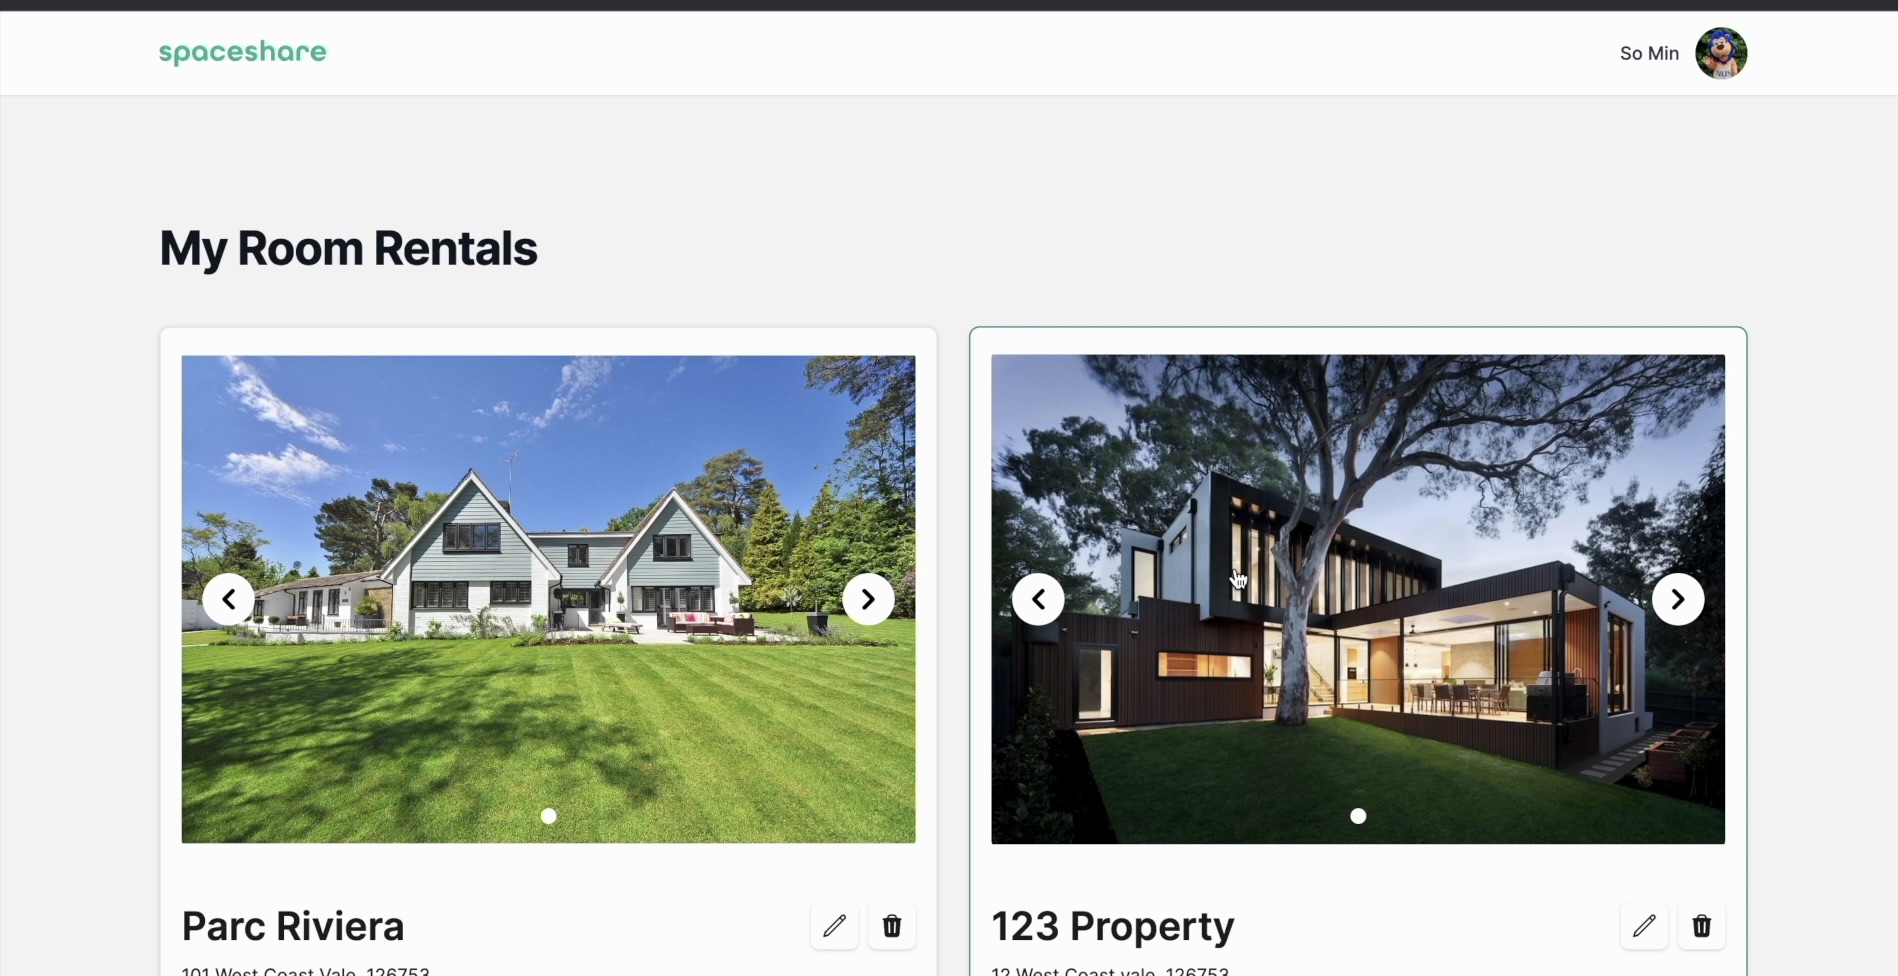 spaceshare
So Min
NUS
My Room Rentals
Parc Riviera
123 Property
101 West Coast Vale, 126753
12 West Coast vale, 126753